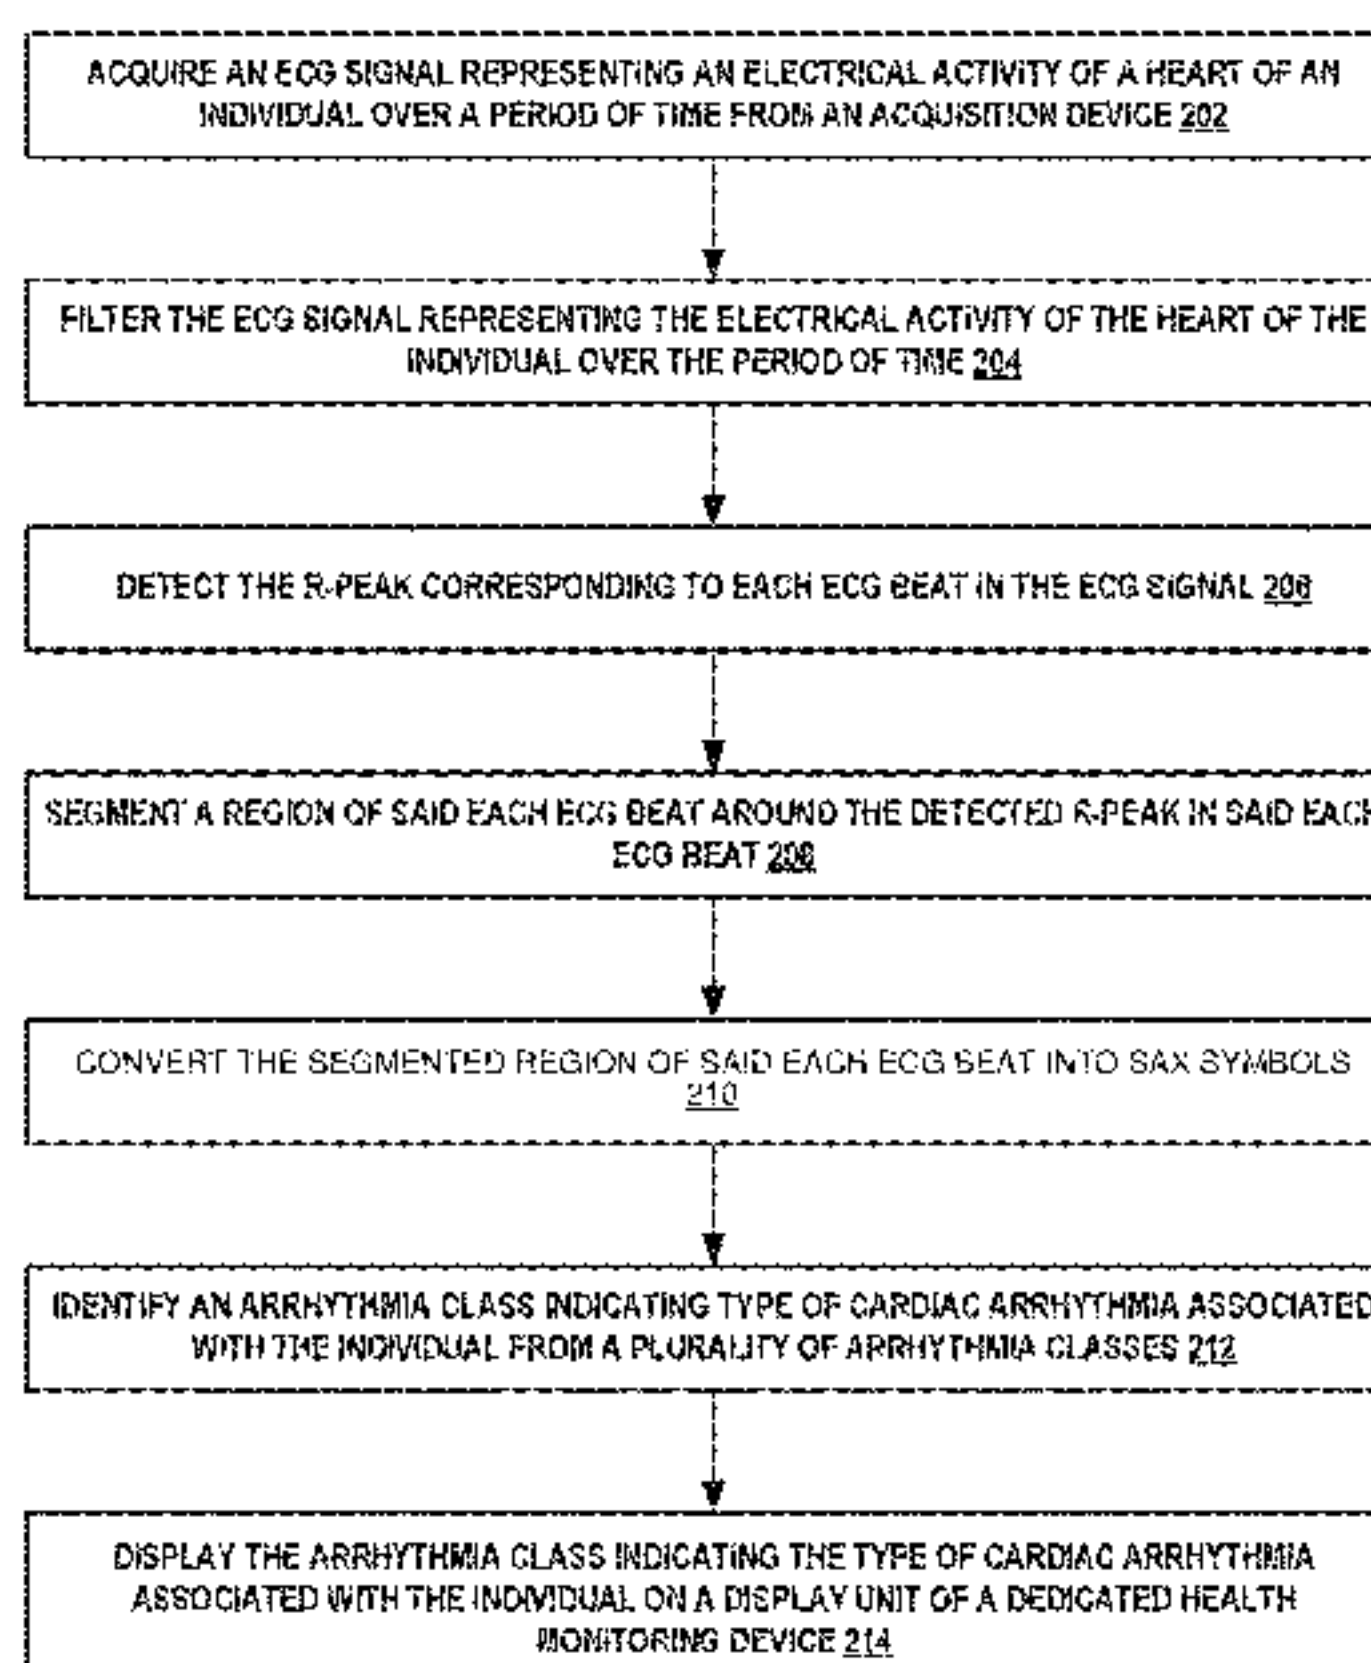 ACQUIRE AN ECG SIGNAL REPRESENTING AN ELECTRICAL ACTIVITY OF A HEART OF AN
INDIVIDUAL OVER A PERIOD OF TIME FROM AN ACQUISITION DEVICE 202
FILTER THE ECG SIGNAL REPRESENTING THE ELECTRICAL ACTIVITY OF THE HEART OF THE
INDIVIDUAL OVER THE PERIOD OF TIME 204
DETECT THE R-PEAK CORRESPONDING TO EACH ECG BEAT IN THE ECG SIGNAL 206
SEGMENT A REGION OF SAID EACH ECG BEAT AROUND THE DETECTED R-PEAK IN SAID EACH
ECG BEAT 208
CONVERT THE SEGMENTED REGION OF SAID EACH ECG BEAT INTO SAX SYMBOLS
210
IDENTIFY AN ARRHYTHMIA CLASS INDICATING TYPE OF CARDIAC ARRHYTHMIA ASSOCIATED
WITH THE INDIVIDUAL FROM A PLURALITY OF ARRHYTHMIA CLASSES 212
DISPLAY THE ARRHYTHMIA CLASS INDICATING THE TYPE OF CARDIAC ARRHYTHMIA
ASSOCIATED WITH THE INDIVIDUAL ON A DISPLAY UNIT OF A DEDICATED HEALTH
MONITORING DEVICE 214